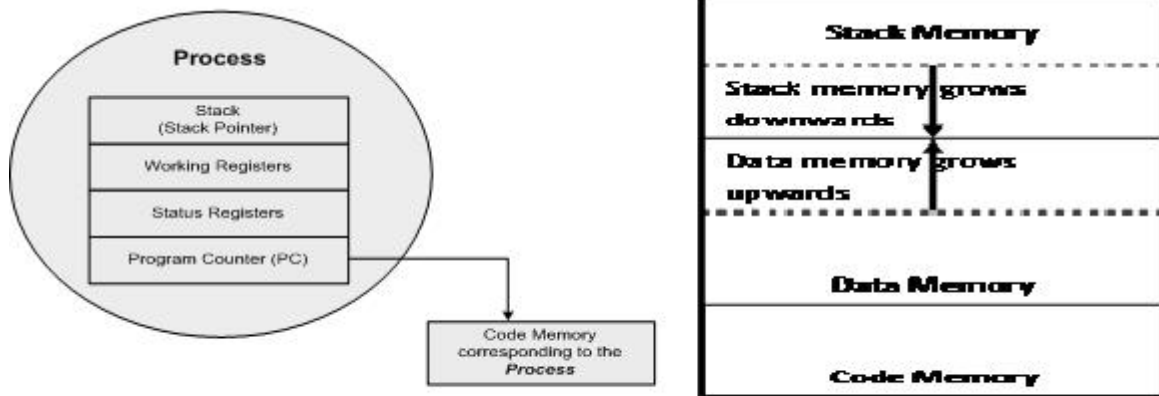 Process
Stack
(Stack Pointer)
Working Registers
Status Registers
Program Counter (PC)
Code Memory
corresponding to the
Process
Stack Memory
Stack memory grows
downwards
Data memory grows
upwards
Data Memory
Code Memory